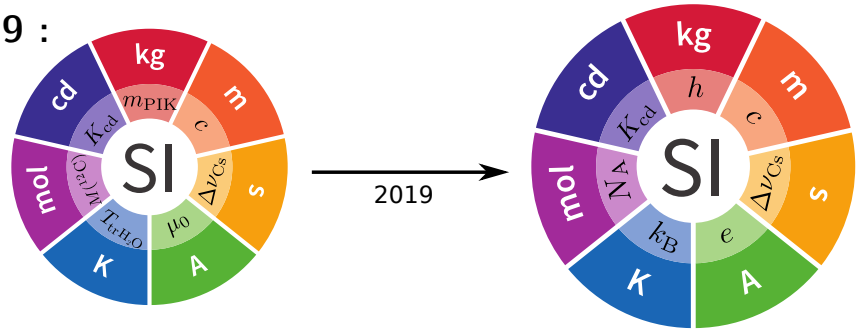 9 :
kg
m
s
A
K
mol
cd
m_PIK
c
Δν_Cs
μ₀
T_trH₂O
M(¹²C)
K_cd
SI
2019
kg
m
s
A
K
mol
cd
h
c
Δν_Cs
e
k_B
N_A
K_cd
SI